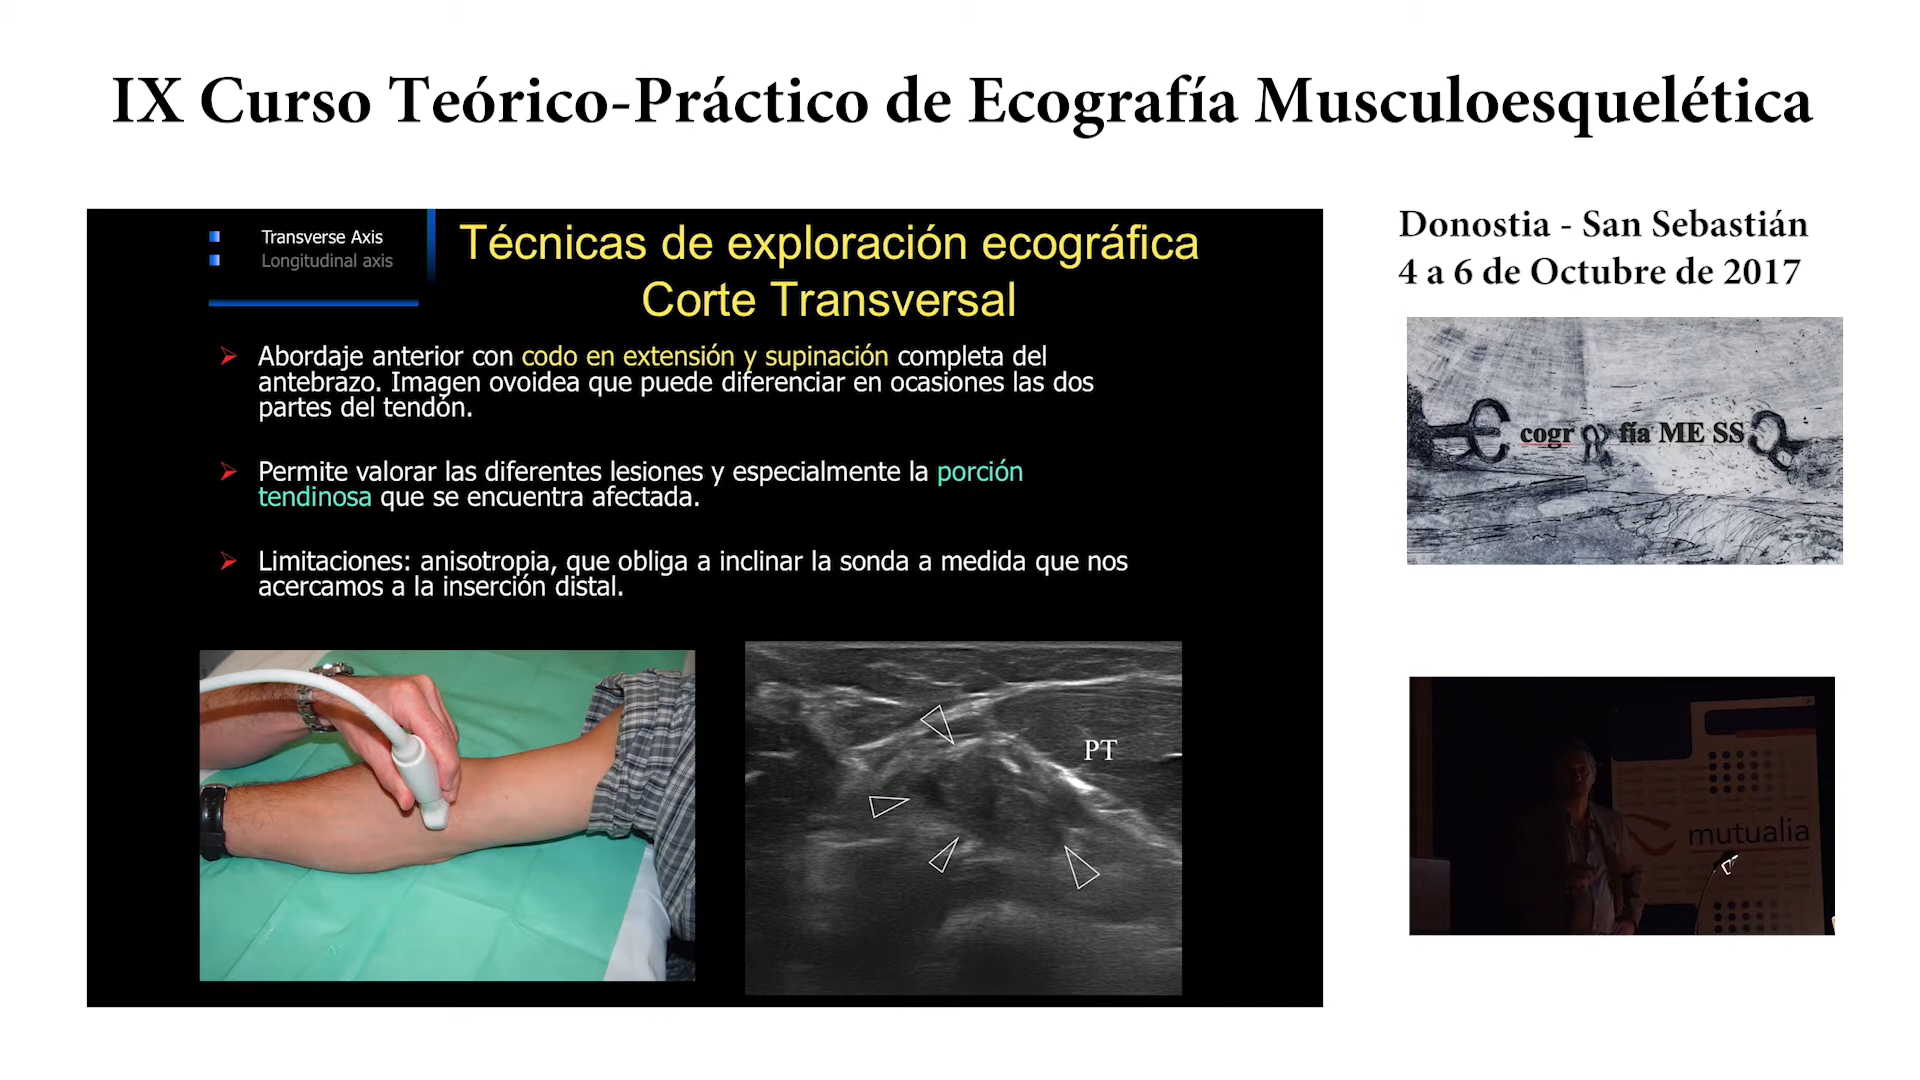 IX Curso Teórico-Práctico de Ecografía Musculoesquelética
Transverse Axis
Longitudinal axis
Técnicas de exploración ecográfica
Corte Transversal
Abordaje anterior con codo en extensión y supinación completa del
antebrazo. Imagen ovoidea que puede diferenciar en ocasiones las dos
partes del tendón.
Permite valorar las diferentes lesiones y especialmente la porción
tendinosa que se encuentra afectada.
Limitaciones: anisotropia, que obliga a inclinar la sonda a medida que nos
acercamos a la inserción distal.
PT
Donostia - San Sebastián
4 a 6 de Octubre de 2017
Ecogr fía ME SS
mutualia